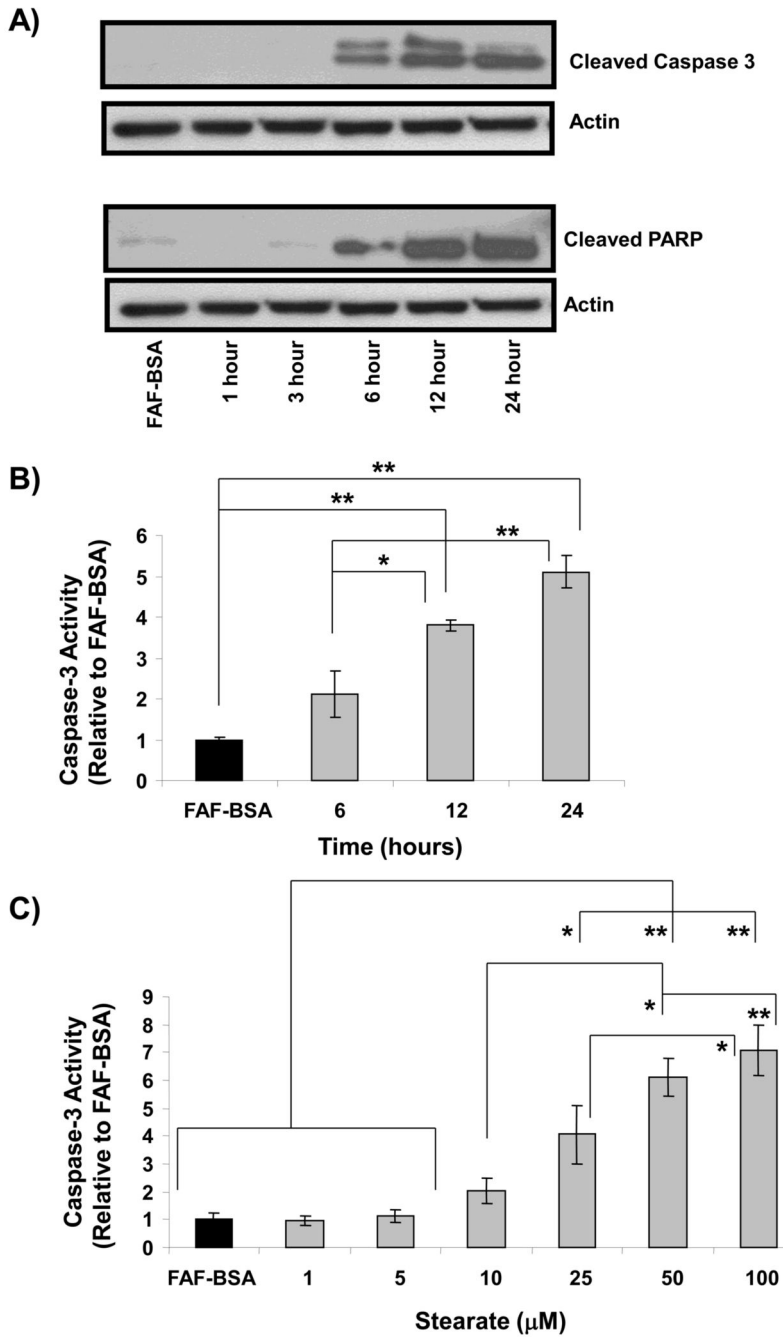 A)
Cleaved Caspase 3
Actin
Cleaved PARP
Actin
FAF-BSA
1 hour
3 hour
6 hour
12 hour
24 hour
B)
**
**
**
*
Caspase-3 Activity
(Relative to FAF-BSA)
6
5
4
3
2
1
0
FAF-BSA 6 12 24
Time (hours)
C)
* ** **
* **
*
Caspase-3 Activity
(Relative to FAF-BSA)
9
8
7
6
5
4
3
2
1
0
FAF-BSA 1 5 10 25 50 100
Stearate (µM)